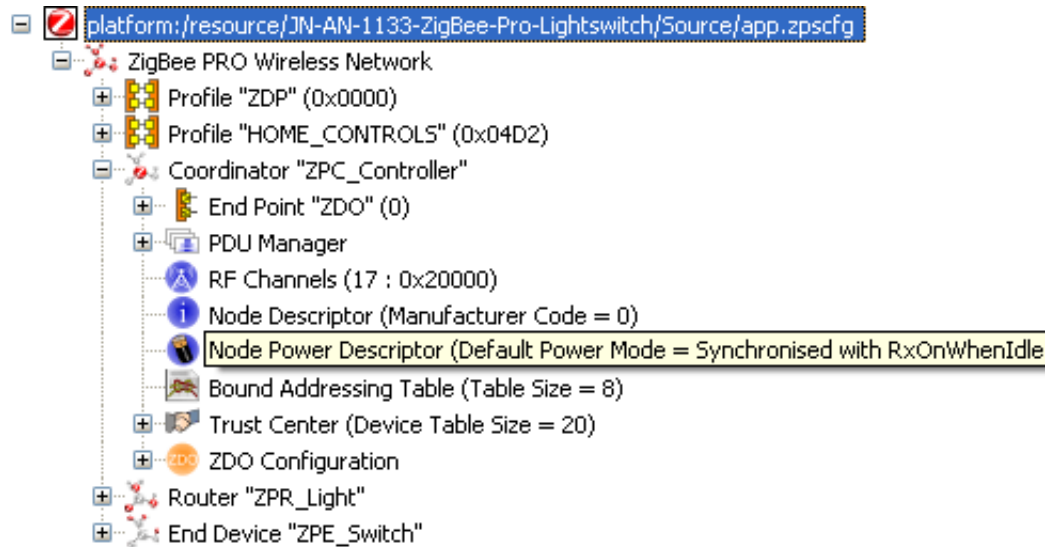 platform:/resource/JN-AN-1133-ZigBee-Pro-Lightswitch/Source/app.zpscfg
ZigBee PRO Wireless Network
Profile "ZDP" (0x0000)
Profile "HOME_CONTROLS" (0x04D2)
Coordinator "ZPC_Controller"
End Point "ZDO" (0)
PDU Manager
RF Channels (17 : 0x20000)
Node Descriptor (Manufacturer Code = 0)
Node Power Descriptor (Default Power Mode = Synchronised with RxOnWhenIdle
Bound Addressing Table (Table Size = 8)
Trust Center (Device Table Size = 20)
ZDO ZDO Configuration
Router "ZPR_Light"
End Device "ZPE_Switch"